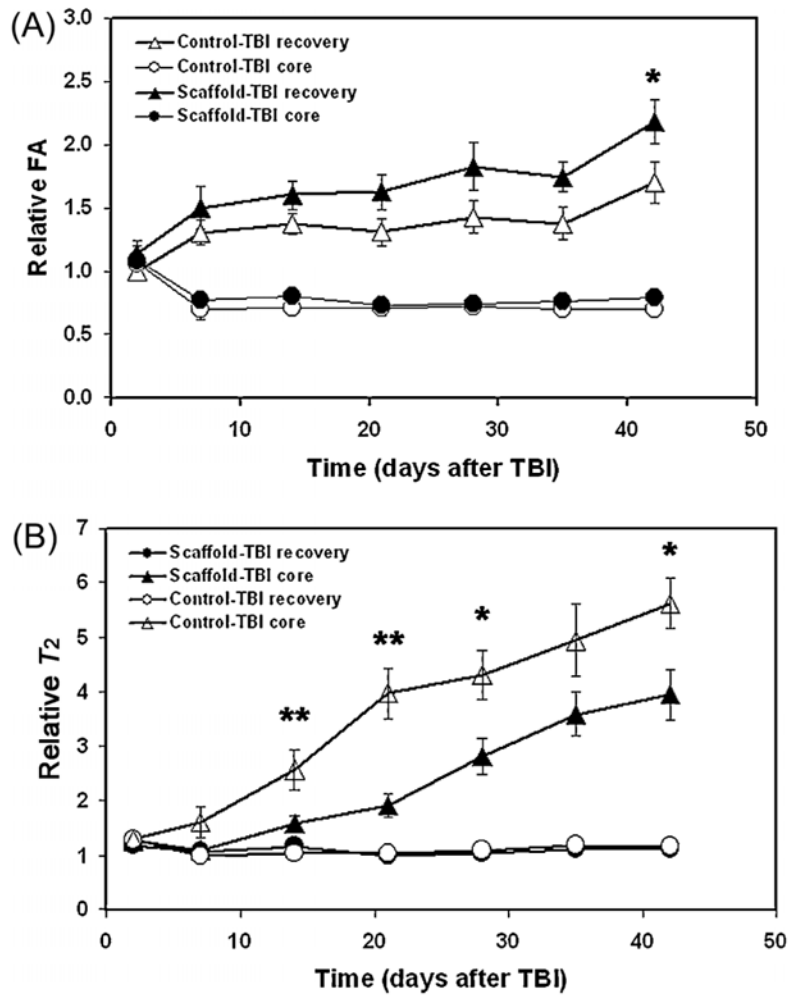 (A)
3.0
2.5
2.0
1.5
1.0
0.5
0.0
Relative FA
Control-TBI recovery
Control-TBI core
Scaffold-TBI recovery
Scaffold-TBI core
*
0 10 20 30 40 50
Time (days after TBI)
(B)
7
6
5
4
3
2
1
0
Relative T2
Scaffold-TBI recovery
Scaffold-TBI core
Control-TBI recovery
Control-TBI core
** ** * *
0 10 20 30 40 50
Time (days after TBI)